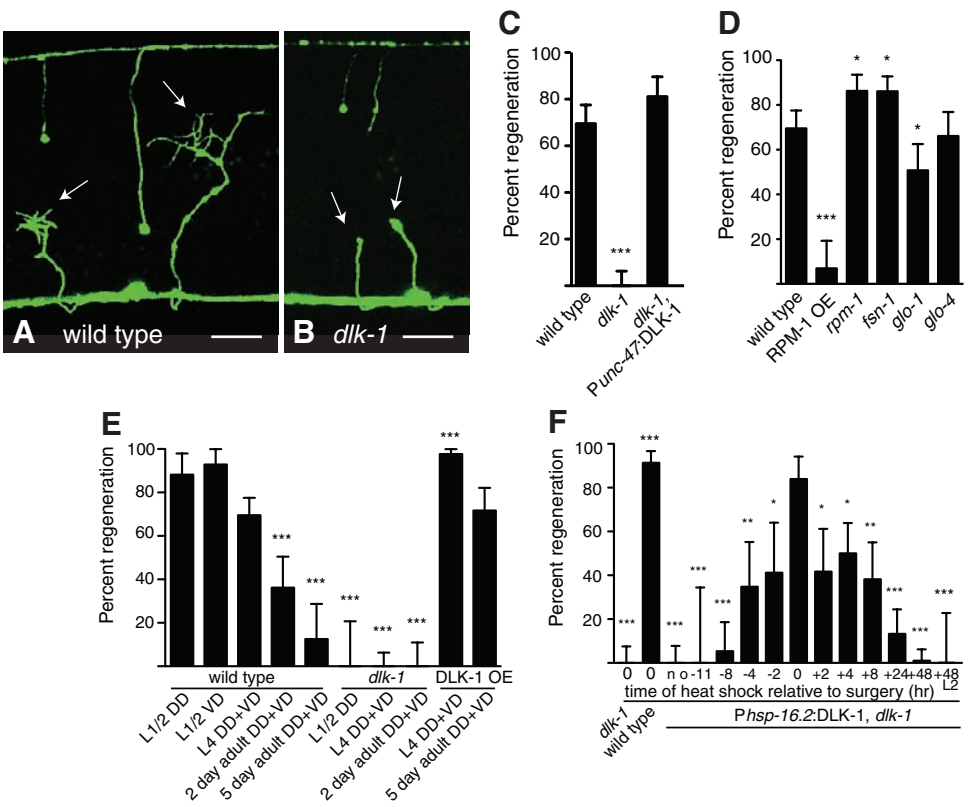 A wild type
B dlk-1
C
Percent regeneration
100
80
60
40
20
***
wild type
dlk-1
dlk-1, Punc-47:DLK-1
D
Percent regeneration
100
80
60
40
20
***
*
*
*
wild type
RPM-1 OE
rpm-1
fsn-1
glo-1
glo-4
E
Percent regeneration
100
80
60
40
20
***
***
***
***
***
***
wild type
dlk-1
DLK-1 OE
L1/2 DD
L1/2 VD
L4 DD+VD
2 day adult DD+VD
5 day adult DD+VD
L1/2 DD
L4 DD+VD
2 day adult DD+VD
L4 DD+VD
5 day adult DD+VD
F
Percent regeneration
100
80
60
40
20
***
***
***
***
***
**
*
*
*
**
***
***
***
0 0 no -11 -8 -4 -2 0 +2 +4 +8 +24 +48 +48
L2
time of heat shock relative to surgery (hr)
dlk-1
wild type
Phsp-16.2:DLK-1, dlk-1